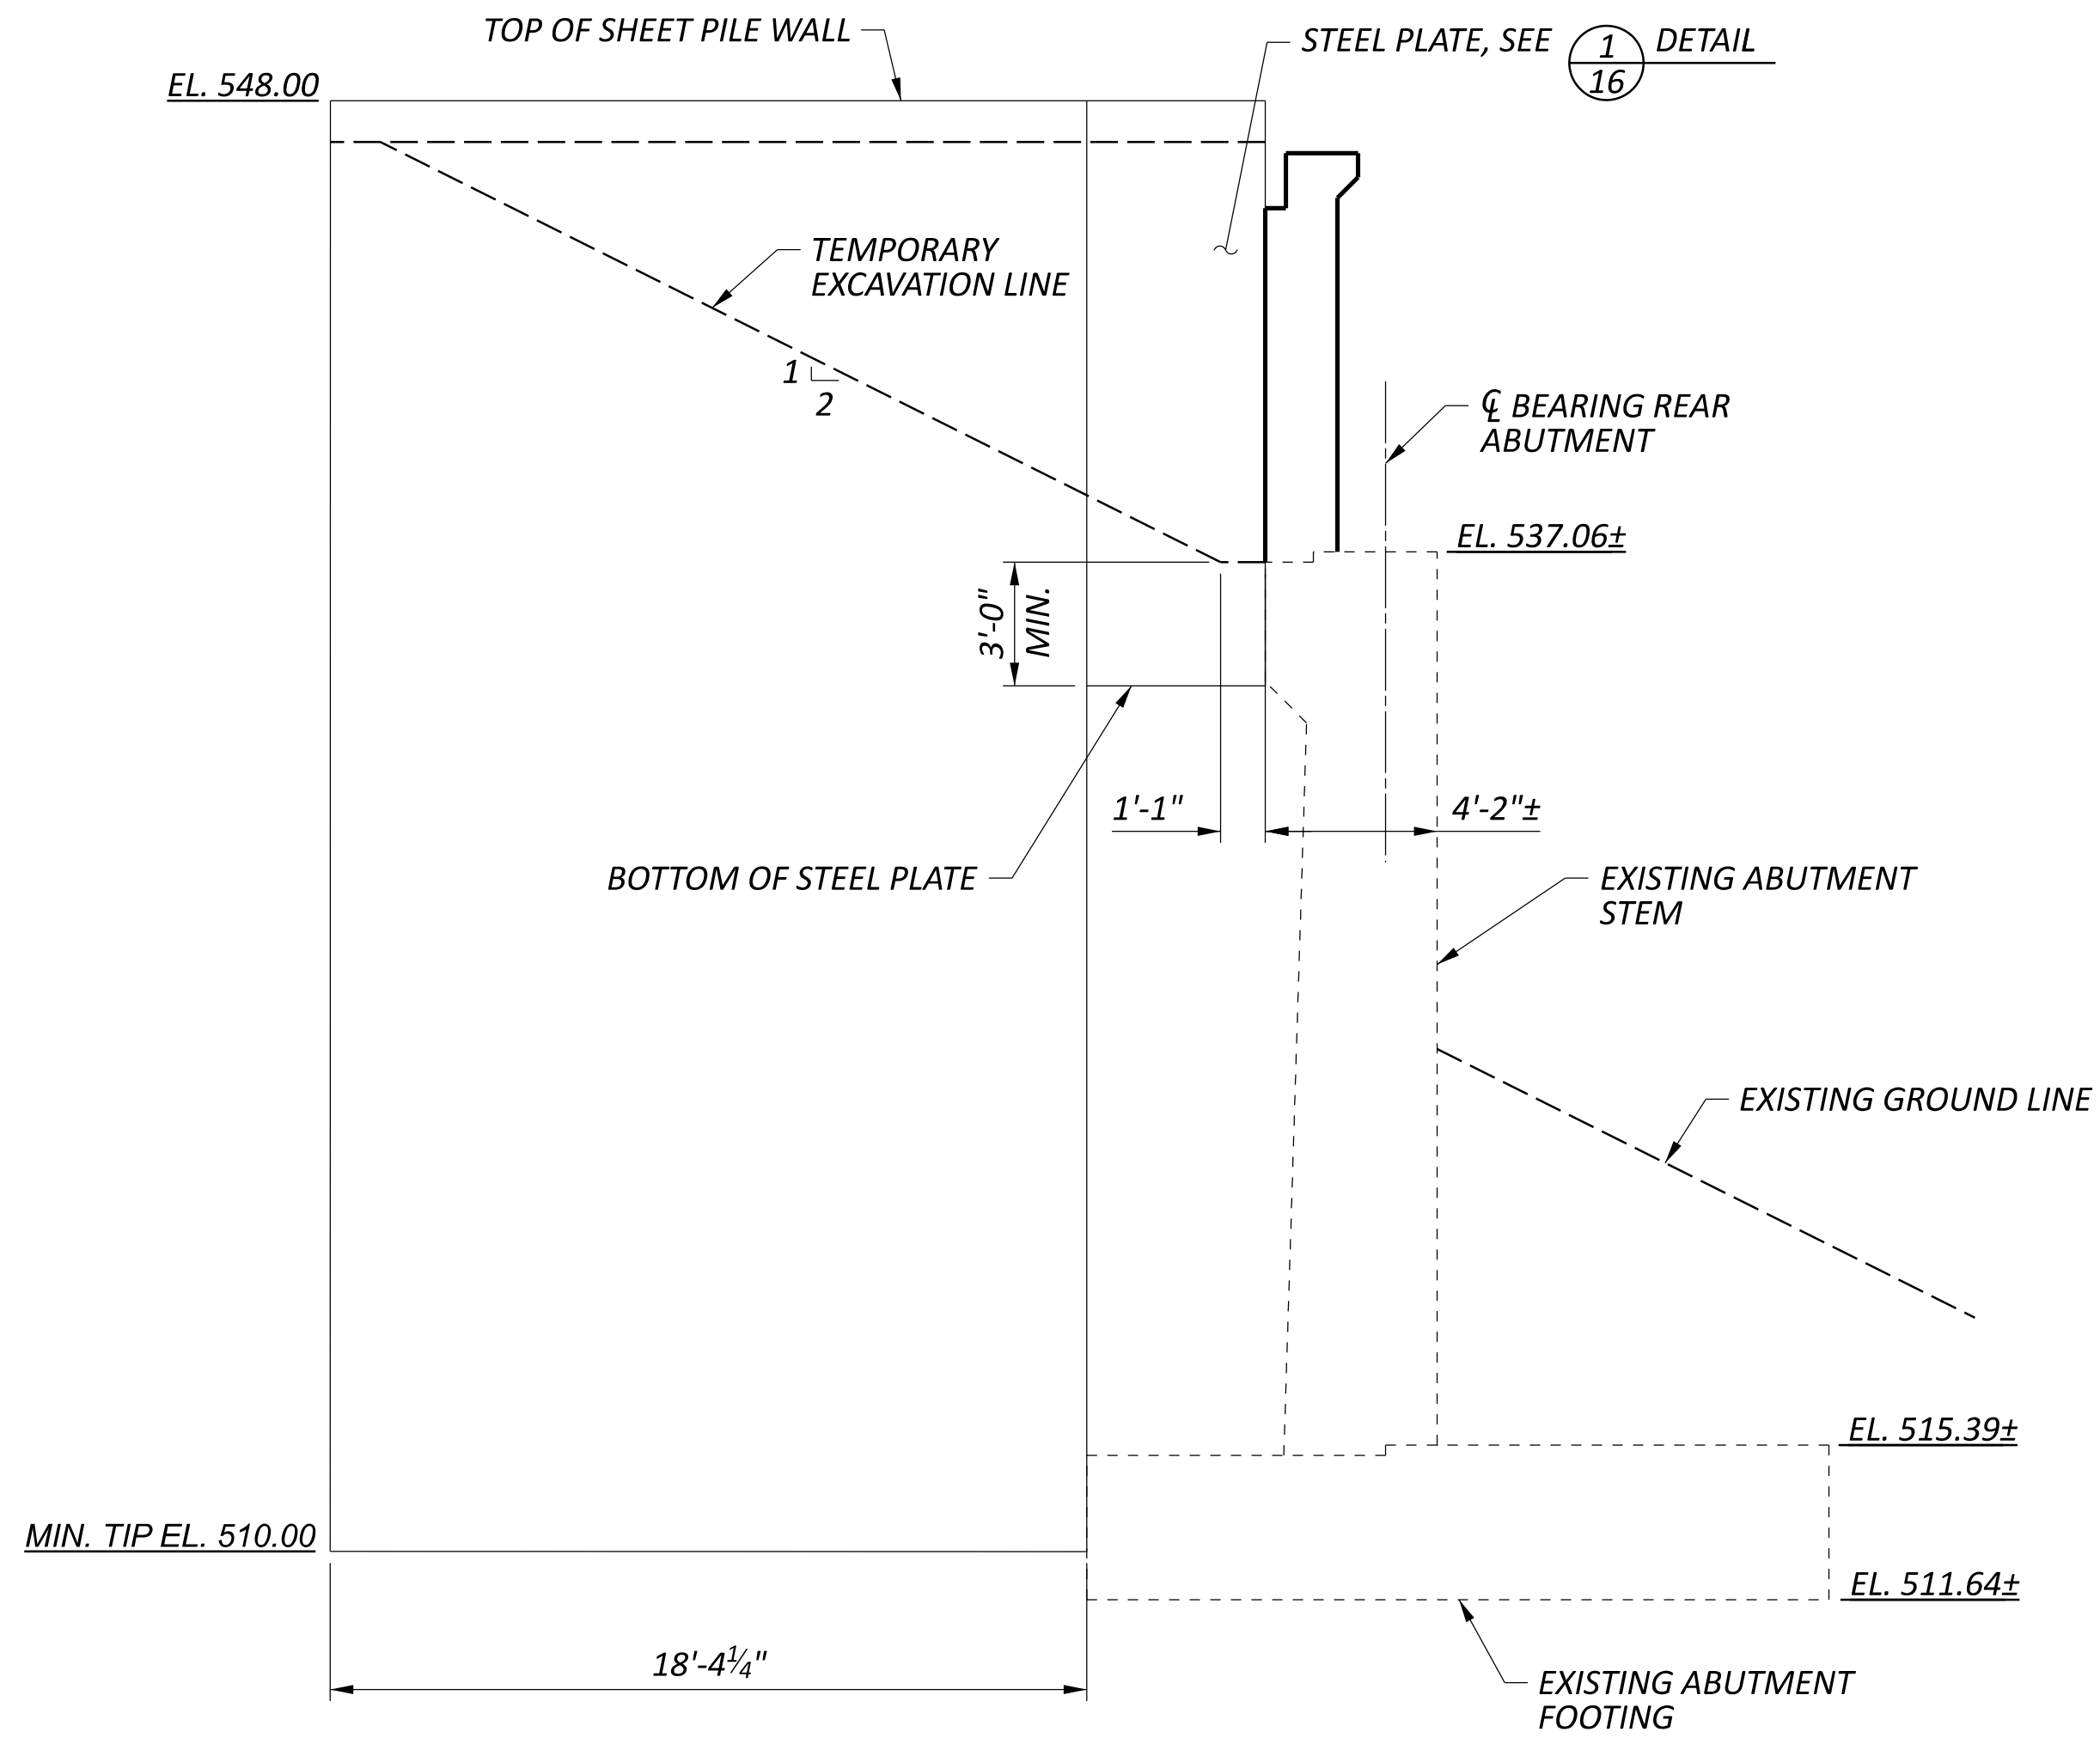 TOP OF SHEET PILE WALL
STEEL PLATE, SEE 1 DETAIL
16
EL. 548.00
TEMPORARY
EXCAVATION LINE
1
2
℄ BEARING REAR
ABUTMENT
EL. 537.06±
3'-0"
MIN.
1'-1"
4'-2"±
BOTTOM OF STEEL PLATE
EXISTING ABUTMENT
STEM
EXISTING GROUND LINE
EL. 515.39±
MIN. TIP EL. 510.00
EL. 511.64±
18'-4¼"
EXISTING ABUTMENT
FOOTING